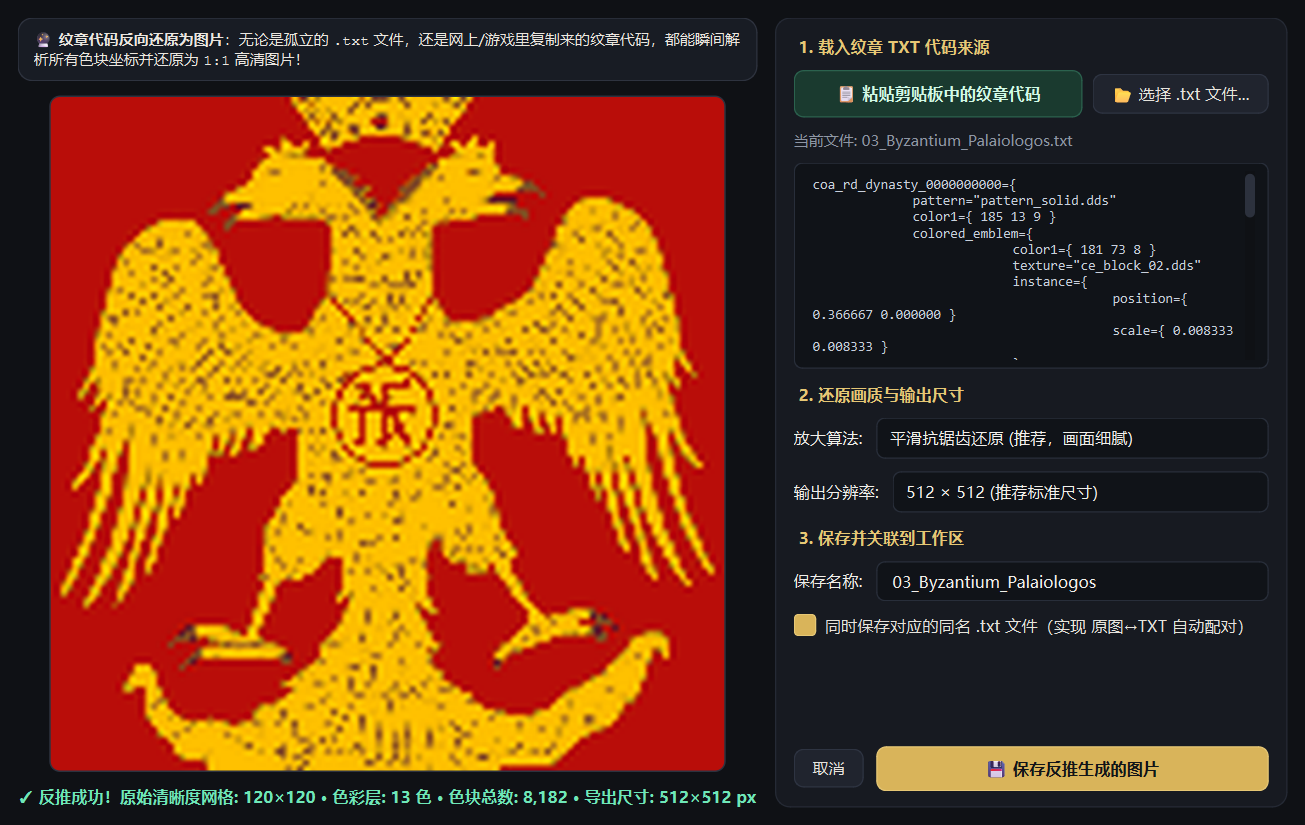 🔮 纹章代码反向还原为图片：无论是孤立的 .txt 文件，还是网上/游戏里复制来的纹章代码，都能瞬间解
析所有色块坐标并还原为 1:1 高清图片！
✓ 反推成功！原始清晰度网格: 120×120 • 色彩层: 13 色 • 色块总数: 8,182 • 导出尺寸: 512×512 px
1. 载入纹章 TXT 代码来源
📋 粘贴剪贴板中的纹章代码
📂 选择 .txt 文件...
当前文件: 03_Byzantium_Palaiologos.txt
coa_rd_dynasty_0000000000={
pattern="pattern_solid.dds"
color1={ 185 13 9 }
colored_emblem={
color1={ 181 73 8 }
texture="ce_block_02.dds"
instance={
position={
0.366667 0.000000 }
scale={ 0.008333
0.008333 }
2. 还原画质与输出尺寸
放大算法:
平滑抗锯齿还原 (推荐，画面细腻)
输出分辨率:
512 × 512 (推荐标准尺寸)
3. 保存并关联到工作区
保存名称:
03_Byzantium_Palaiologos
同时保存对应的同名 .txt 文件（实现 原图↔TXT 自动配对）
取消
💾 保存反推生成的图片